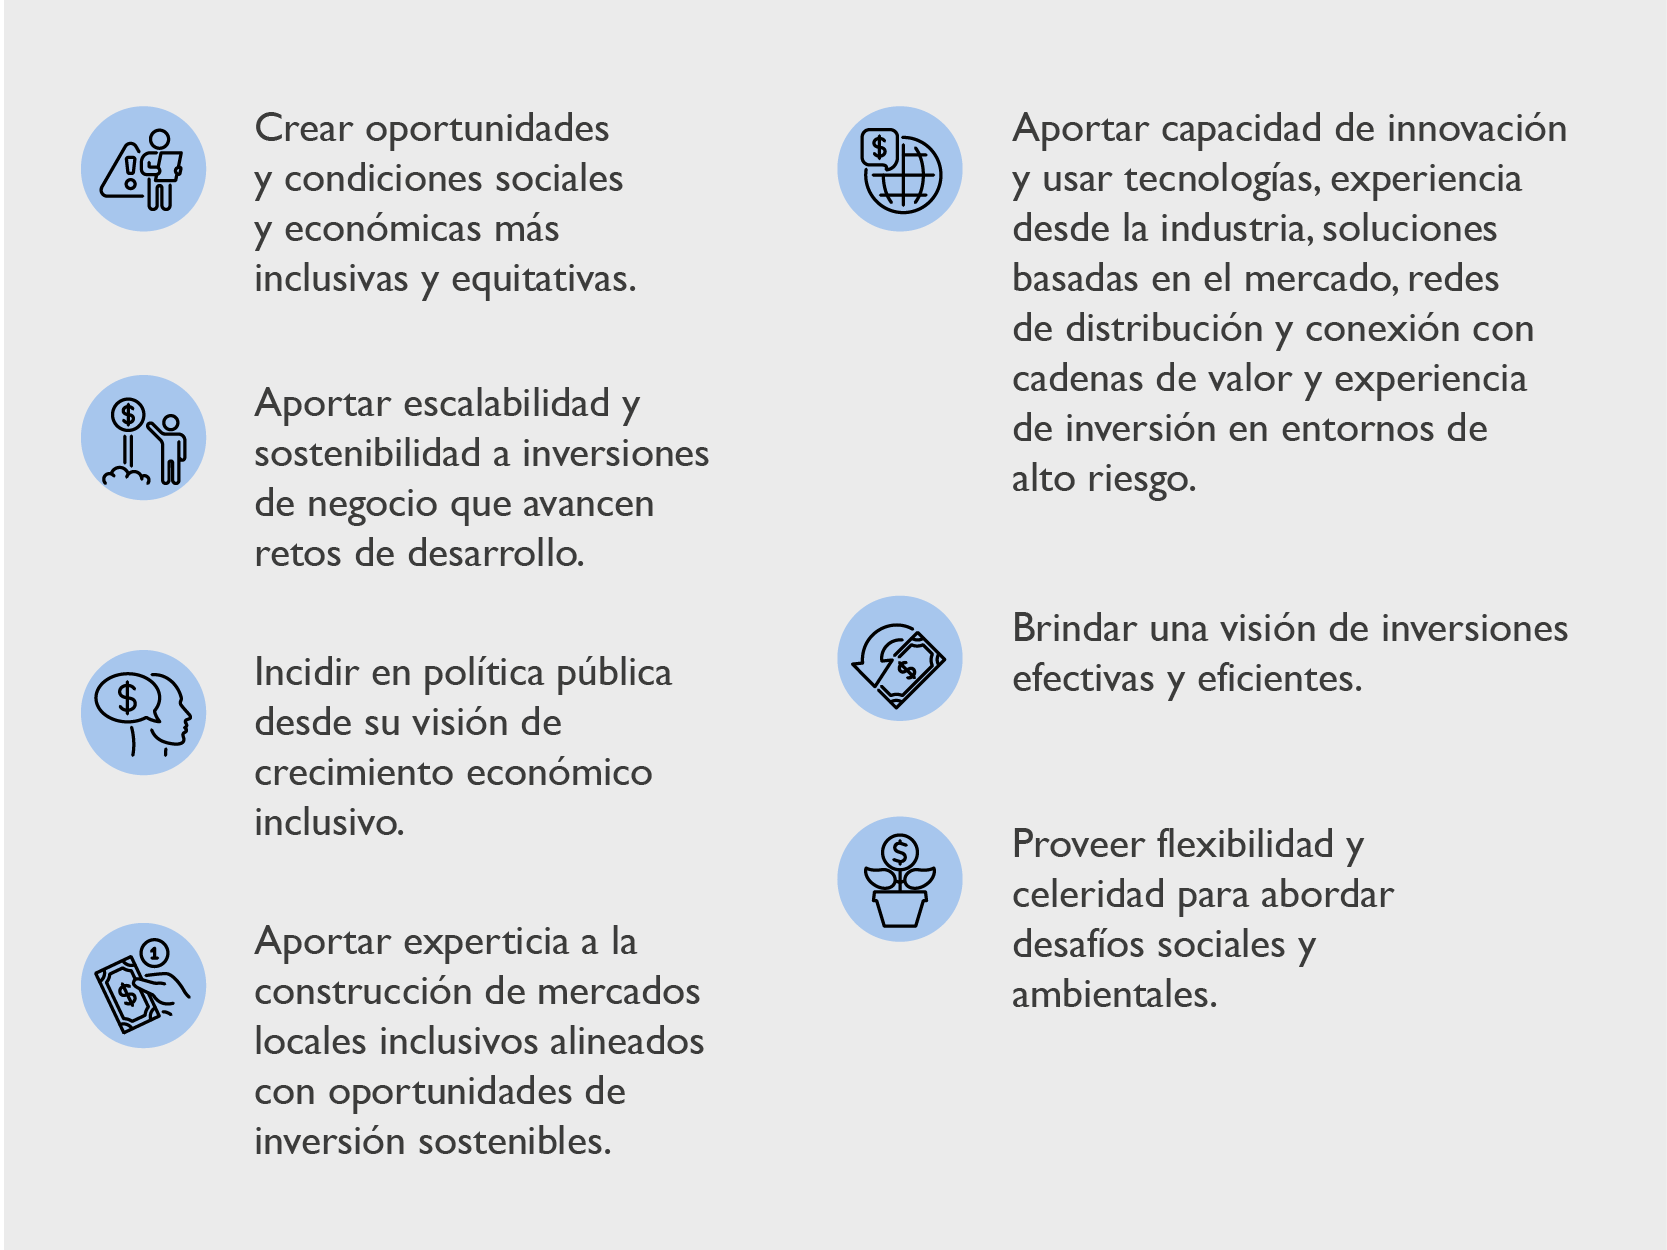 Crear oportunidades
y condiciones sociales
y económicas más
inclusivas y equitativas.
$
Aportar escalabilidad y
sostenibilidad a inversiones
de negocio que avancen
retos de desarrollo.
$
Incidir en política pública
desde su visión de
crecimiento económico
inclusivo.
1
$
Aportar experticia a la
construcción de mercados
locales inclusivos alineados
con oportunidades de
inversión sostenibles.
$
Aportar capacidad de innovación
y usar tecnologías, experiencia
desde la industria, soluciones
basadas en el mercado, redes
de distribución y conexión con
cadenas de valor y experiencia
de inversión en entornos de
alto riesgo.
$
Brindar una visión de inversiones
efectivas y eficientes.
$
Proveer flexibilidad y
celeridad para abordar
desafíos sociales y
ambientales.